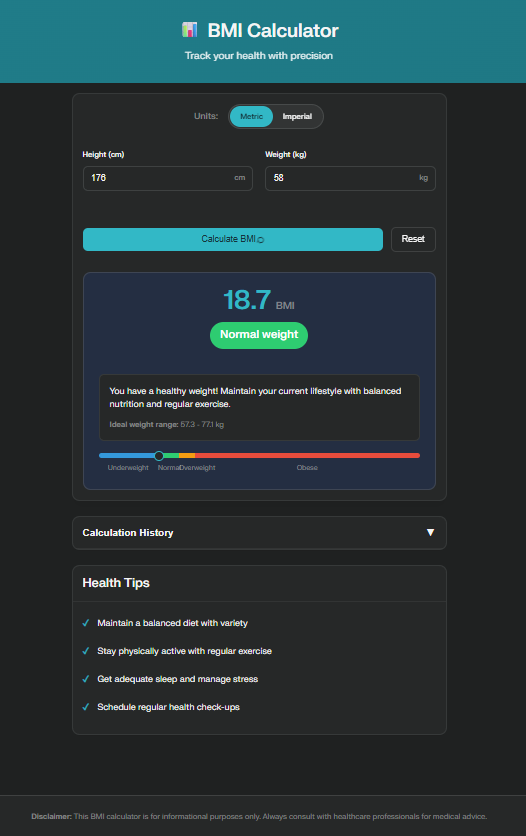 📊 BMI Calculator
Track your health with precision
Units: Metric Imperial
Height (cm) Weight (kg)
176 cm 58 kg
Calculate BMI Reset
18.7 BMI
Normal weight
You have a healthy weight! Maintain your current lifestyle with balanced
nutrition and regular exercise.
Ideal weight range: 57.3 - 77.1 kg
Underweight Normal Overweight Obese
Calculation History ▼
Health Tips
✓ Maintain a balanced diet with variety
✓ Stay physically active with regular exercise
✓ Get adequate sleep and manage stress
✓ Schedule regular health check-ups
Disclaimer: This BMI calculator is for informational purposes only. Always consult with healthcare professionals for medical advice.